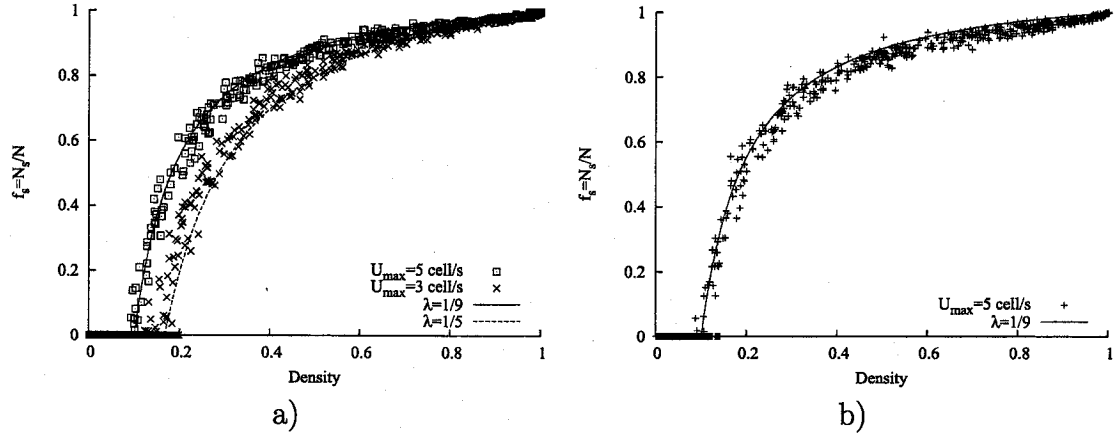 1
0.8
0.6
0.4
0.2
0
f_s=N_s/N
U_max=5 cell/s
U_max=3 cell/s
λ=1/9
λ=1/5
0 0.2 0.4 0.6 0.8 1
Density
a)
1
0.8
0.6
0.4
0.2
0
f_s=N_s/N
U_max=5 cell/s
λ=1/9
0 0.2 0.4 0.6 0.8 1
Density
b)